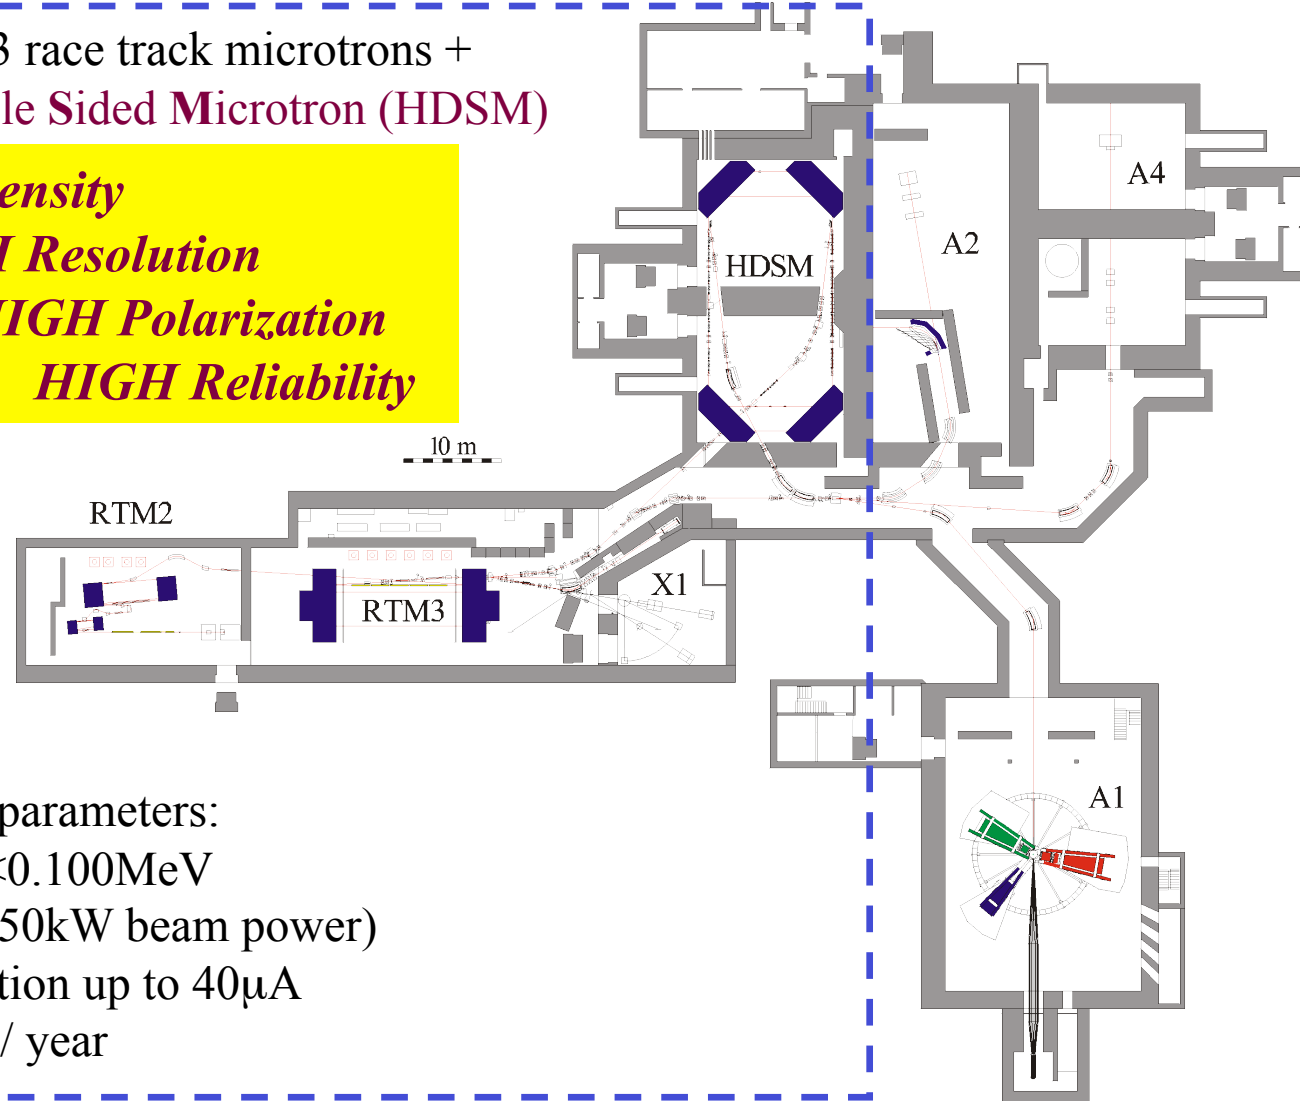 3 race track microtrons +
le Sided Microtron (HDSM)
ensity
H Resolution
HIGH Polarization
HIGH Reliability
A4
A2
HDSM
10 m
RTM2
RTM3
X1
A1
parameters:
<0.100MeV
50kW beam power)
tion up to 40μA
/ year